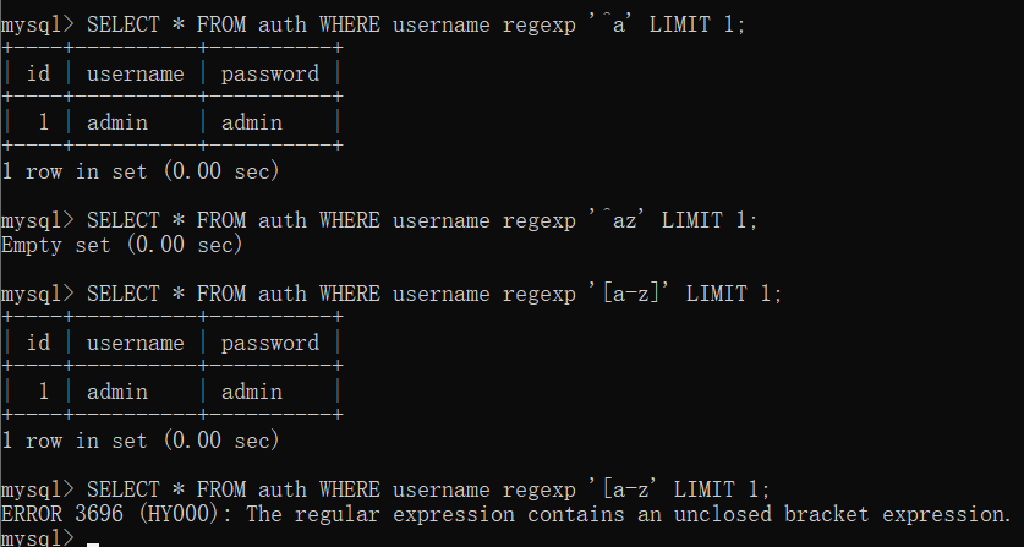 mysql> SELECT * FROM auth WHERE username regexp '^a' LIMIT 1;
+----+----------+----------+
| id | username | password |
+----+----------+----------+
| 1 | admin | admin |
+----+----------+----------+
1 row in set (0.00 sec)
mysql> SELECT * FROM auth WHERE username regexp '^az' LIMIT 1;
Empty set (0.00 sec)
mysql> SELECT * FROM auth WHERE username regexp '[a-z]' LIMIT 1;
+----+----------+----------+
| id | username | password |
+----+----------+----------+
| 1 | admin | admin |
+----+----------+----------+
1 row in set (0.00 sec)
mysql> SELECT * FROM auth WHERE username regexp '[a-z' LIMIT 1;
ERROR 3696 (HY000): The regular expression contains an unclosed bracket expression.
mysql>